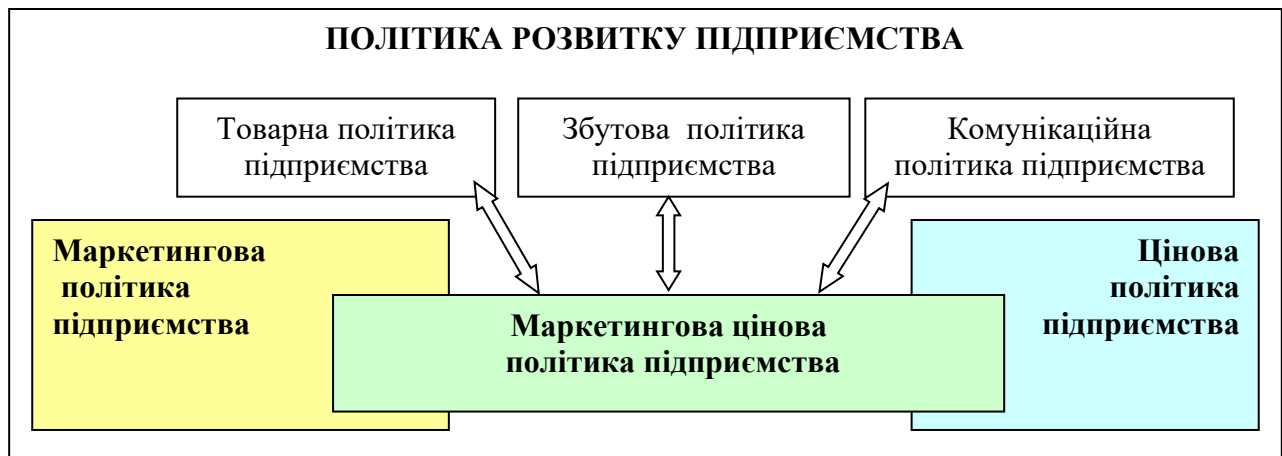 ПОЛІТИКА РОЗВИТКУ ПІДПРИЄМСТВА
Товарна політика
підприємства
Збутова політика
підприємства
Комунікаційна
політика підприємства
Маркетингова
політика
підприємства
Маркетингова цінова
політика підприємства
Цінова
політика
підприємства